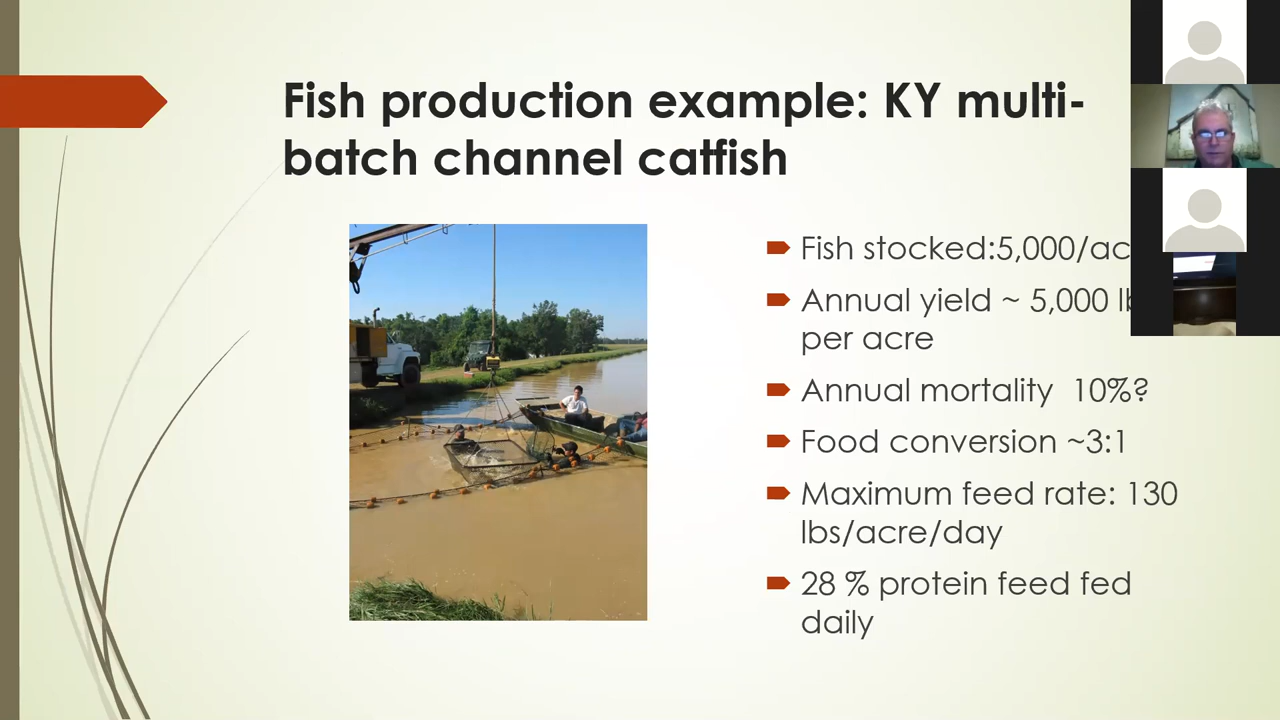 Fish production example: KY multi-
batch channel catfish
Fish stocked:5,000/ac
Annual yield ~ 5,000
per acre
Annual mortality 10%?
Food conversion ~3:1
Maximum feed rate: 130
lbs/acre/day
28 % protein feed fed
daily